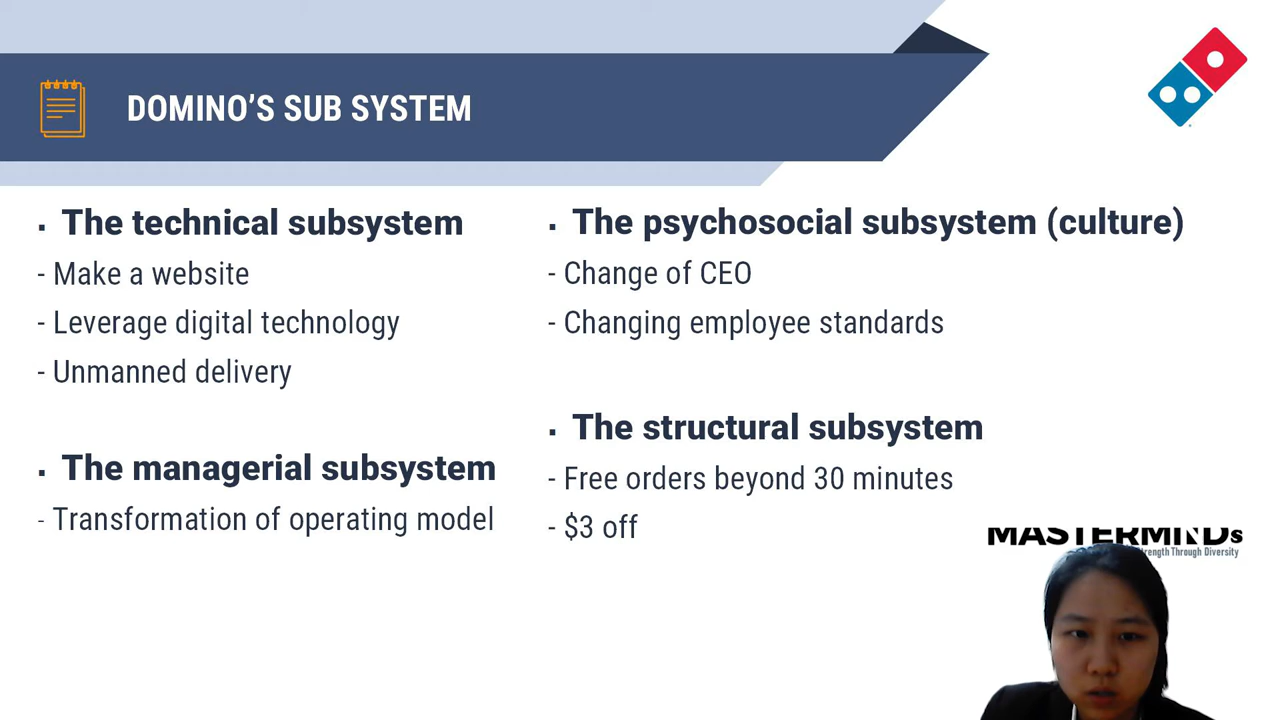 DOMINO’S SUB SYSTEM
▪ The technical subsystem
- Make a website
- Leverage digital technology
- Unmanned delivery
▪ The managerial subsystem
- Transformation of operating model
▪ The psychosocial subsystem (culture)
- Change of CEO
- Changing employee standards
▪ The structural subsystem
- Free orders beyond 30 minutes
- $3 off
MASTERMINDs
Through Diversity